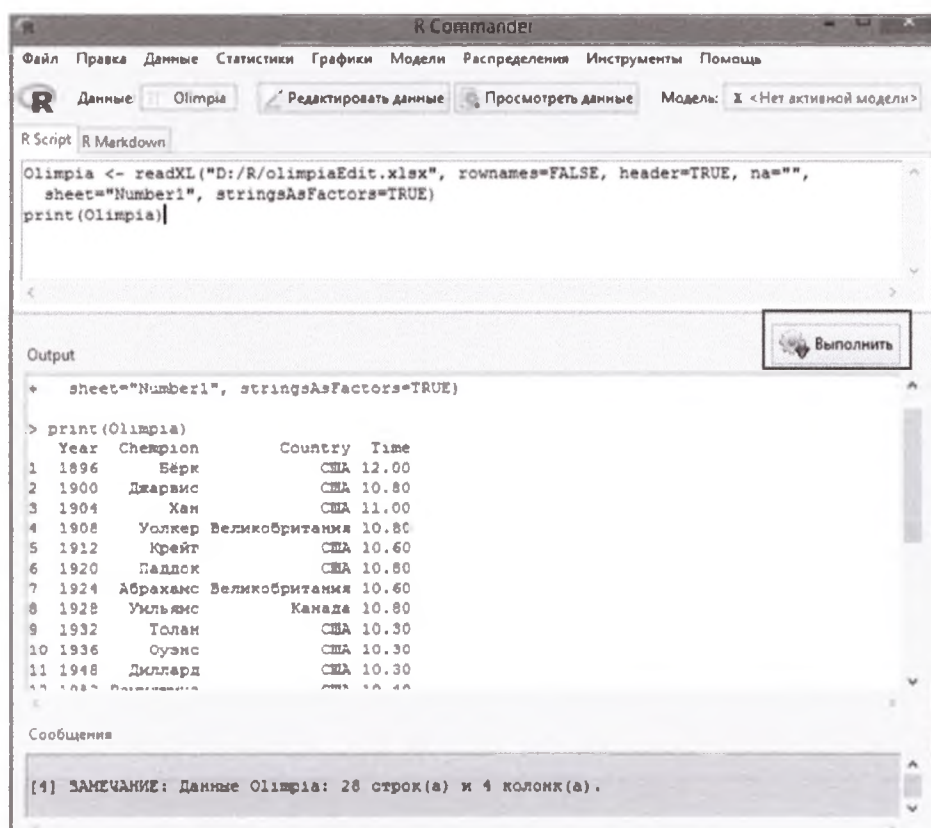 R Commander
Файл Правка Данные Статистики Графики Модели Распределения Инструменты Помощь
R Данные: Olimpia Редактировать данные Просмотреть данные Модель: Σ <Нет активной модели>
R Script R Markdown
Olimpia <- readXL("D:/R/olimpiaEdit.xlsx", rownames=FALSE, header=TRUE, na="",
sheet="Number1", stringsAsFactors=TRUE)
print(Olimpia)
Выполнить
Output
+ sheet="Number1", stringsAsFactors=TRUE)
> print(Olimpia)
Year Chempion Country Time
1 1896 Бёрк США 12.00
2 1900 Джарвис США 10.80
3 1904 Хан США 11.00
4 1908 Уолкер Великобритания 10.80
5 1912 Крейг США 10.60
6 1920 Паддок США 10.80
7 1924 Абрахамс Великобритания 10.60
8 1928 Уильямс Канада 10.80
9 1932 Толан США 10.30
10 1936 Оуэнс США 10.30
11 1948 Диллард США 10.30
Сообщения
[4] ЗАМЕЧАНИЕ: Данные Olimpia: 28 строк(а) и 4 колонк(а).